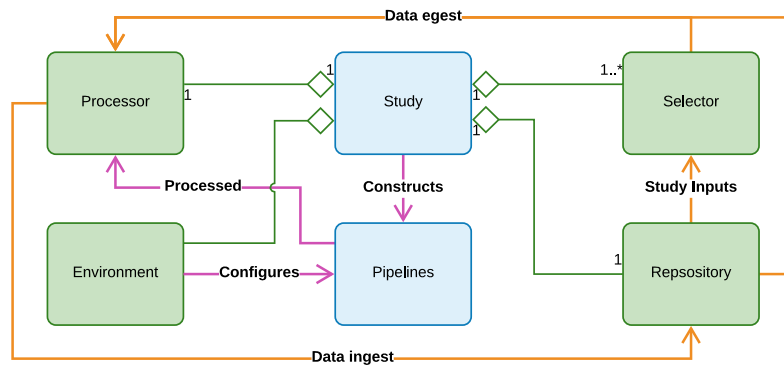 Data egest
1
1
1
1..*
Processor
Study
Selector
1
Processed
Constructs
Study Inputs
1
Environment
Configures
Pipelines
Repsository
Data ingest